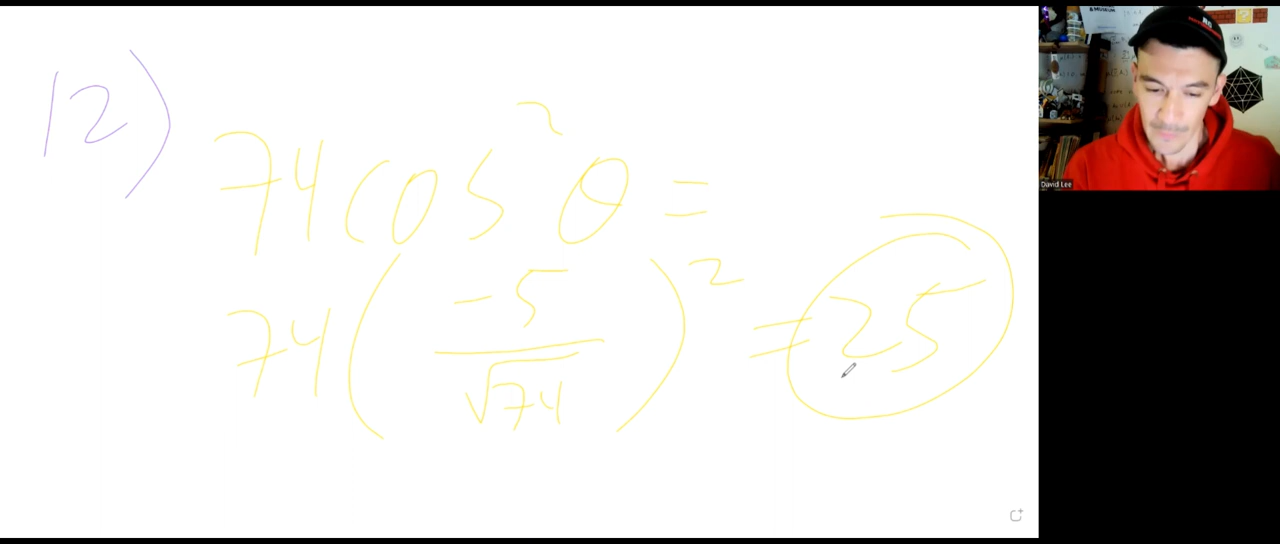 12)
74cos²θ =
74(-5/√74)² = 25
David Lee